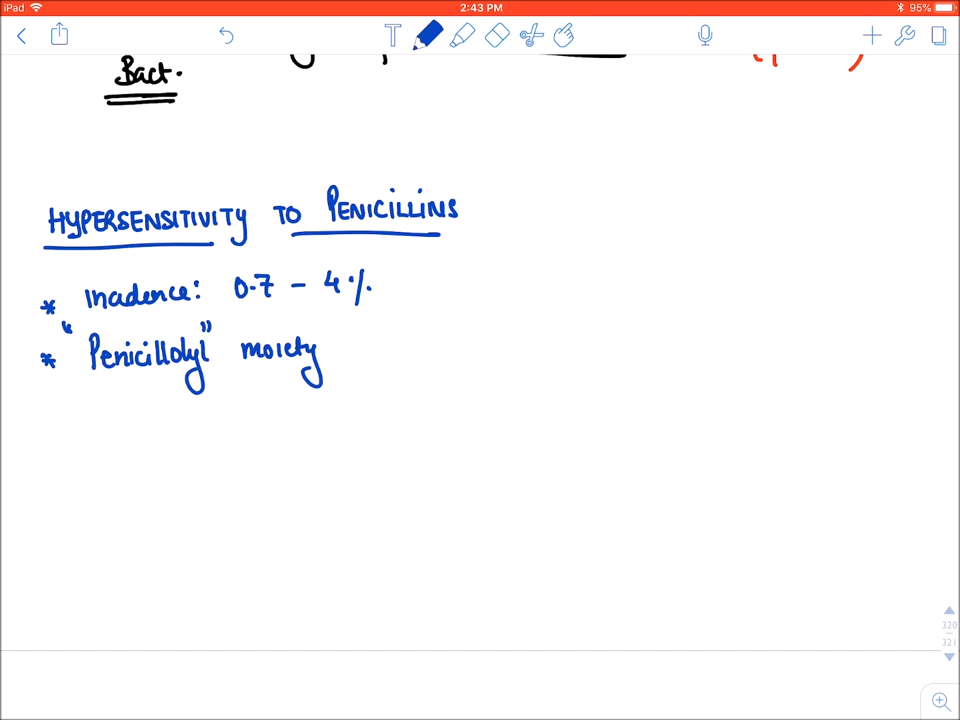 iPad 2:43 PM 95%
T
Bact.
HYPERSENSITIVITY TO PENICILLINS
* Incidence: 0.7 - 4%
* "Penicilloyl" moiety
320
321